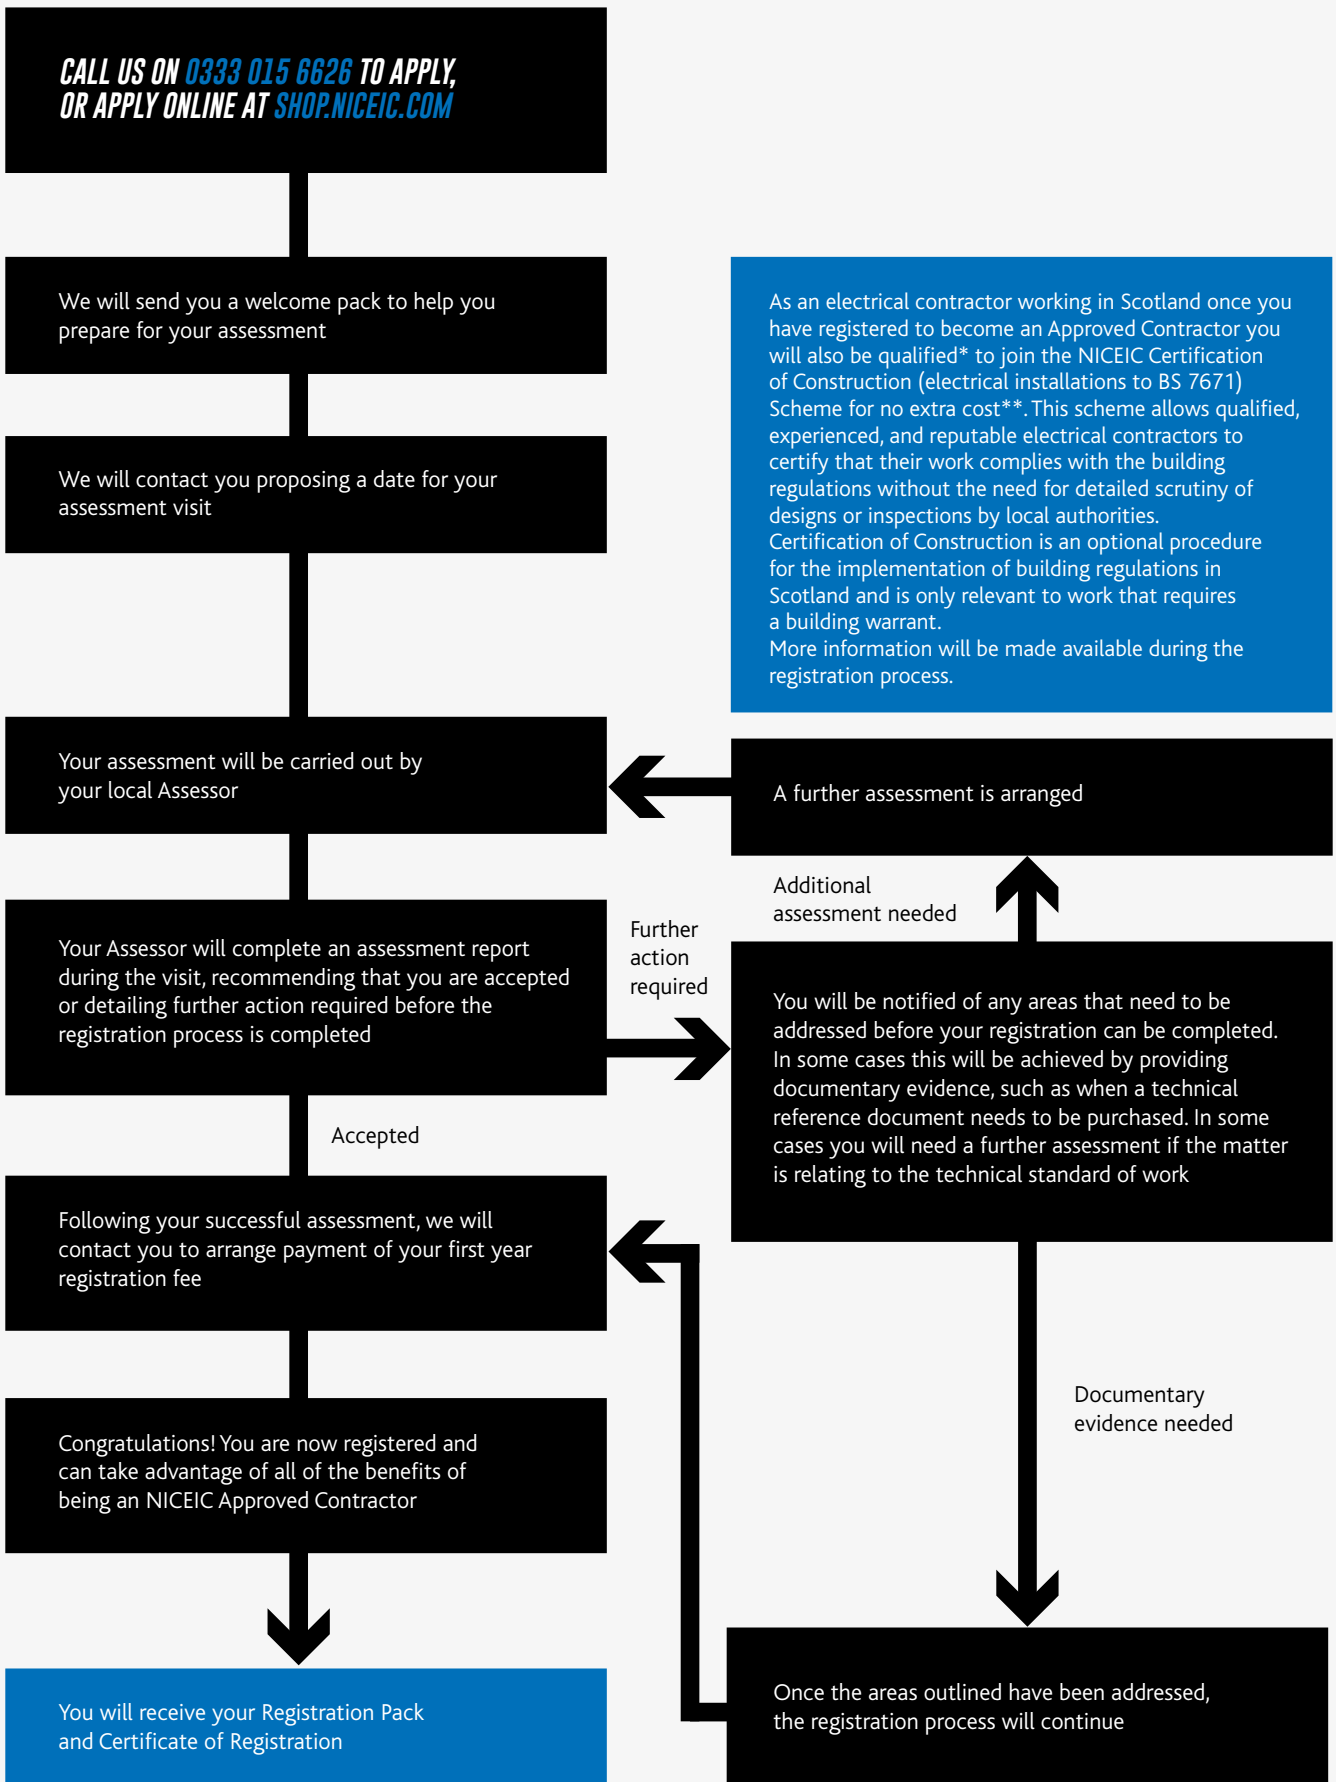 CALL US ON 0333 015 6626 TO APPLY,
OR APPLY ONLINE AT SHOP.NICEIC.COM
We will send you a welcome pack to help you
prepare for your assessment
We will contact you proposing a date for your
assessment visit
As an electrical contractor working in Scotland once you
have registered to become an Approved Contractor you
will also be qualified* to join the NICEIC Certification
of Construction (electrical installations to BS 7671)
Scheme for no extra cost**. This scheme allows qualified,
experienced, and reputable electrical contractors to
certify that their work complies with the building
regulations without the need for detailed scrutiny of
designs or inspections by local authorities.
Certification of Construction is an optional procedure
for the implementation of building regulations in
Scotland and is only relevant to work that requires
a building warrant.
More information will be made available during the
registration process.
Your assessment will be carried out by
your local Assessor
A further assessment is arranged
Additional
assessment needed
Your Assessor will complete an assessment report
during the visit, recommending that you are accepted
or detailing further action required before the
registration process is completed
Further
action
required
You will be notified of any areas that need to be
addressed before your registration can be completed.
In some cases this will be achieved by providing
documentary evidence, such as when a technical
reference document needs to be purchased. In some
cases you will need a further assessment if the matter
is relating to the technical standard of work
Accepted
Following your successful assessment, we will
contact you to arrange payment of your first year
registration fee
Documentary
evidence needed
Congratulations! You are now registered and
can take advantage of all of the benefits of
being an NICEIC Approved Contractor
Once the areas outlined have been addressed,
the registration process will continue
You will receive your Registration Pack
and Certificate of Registration